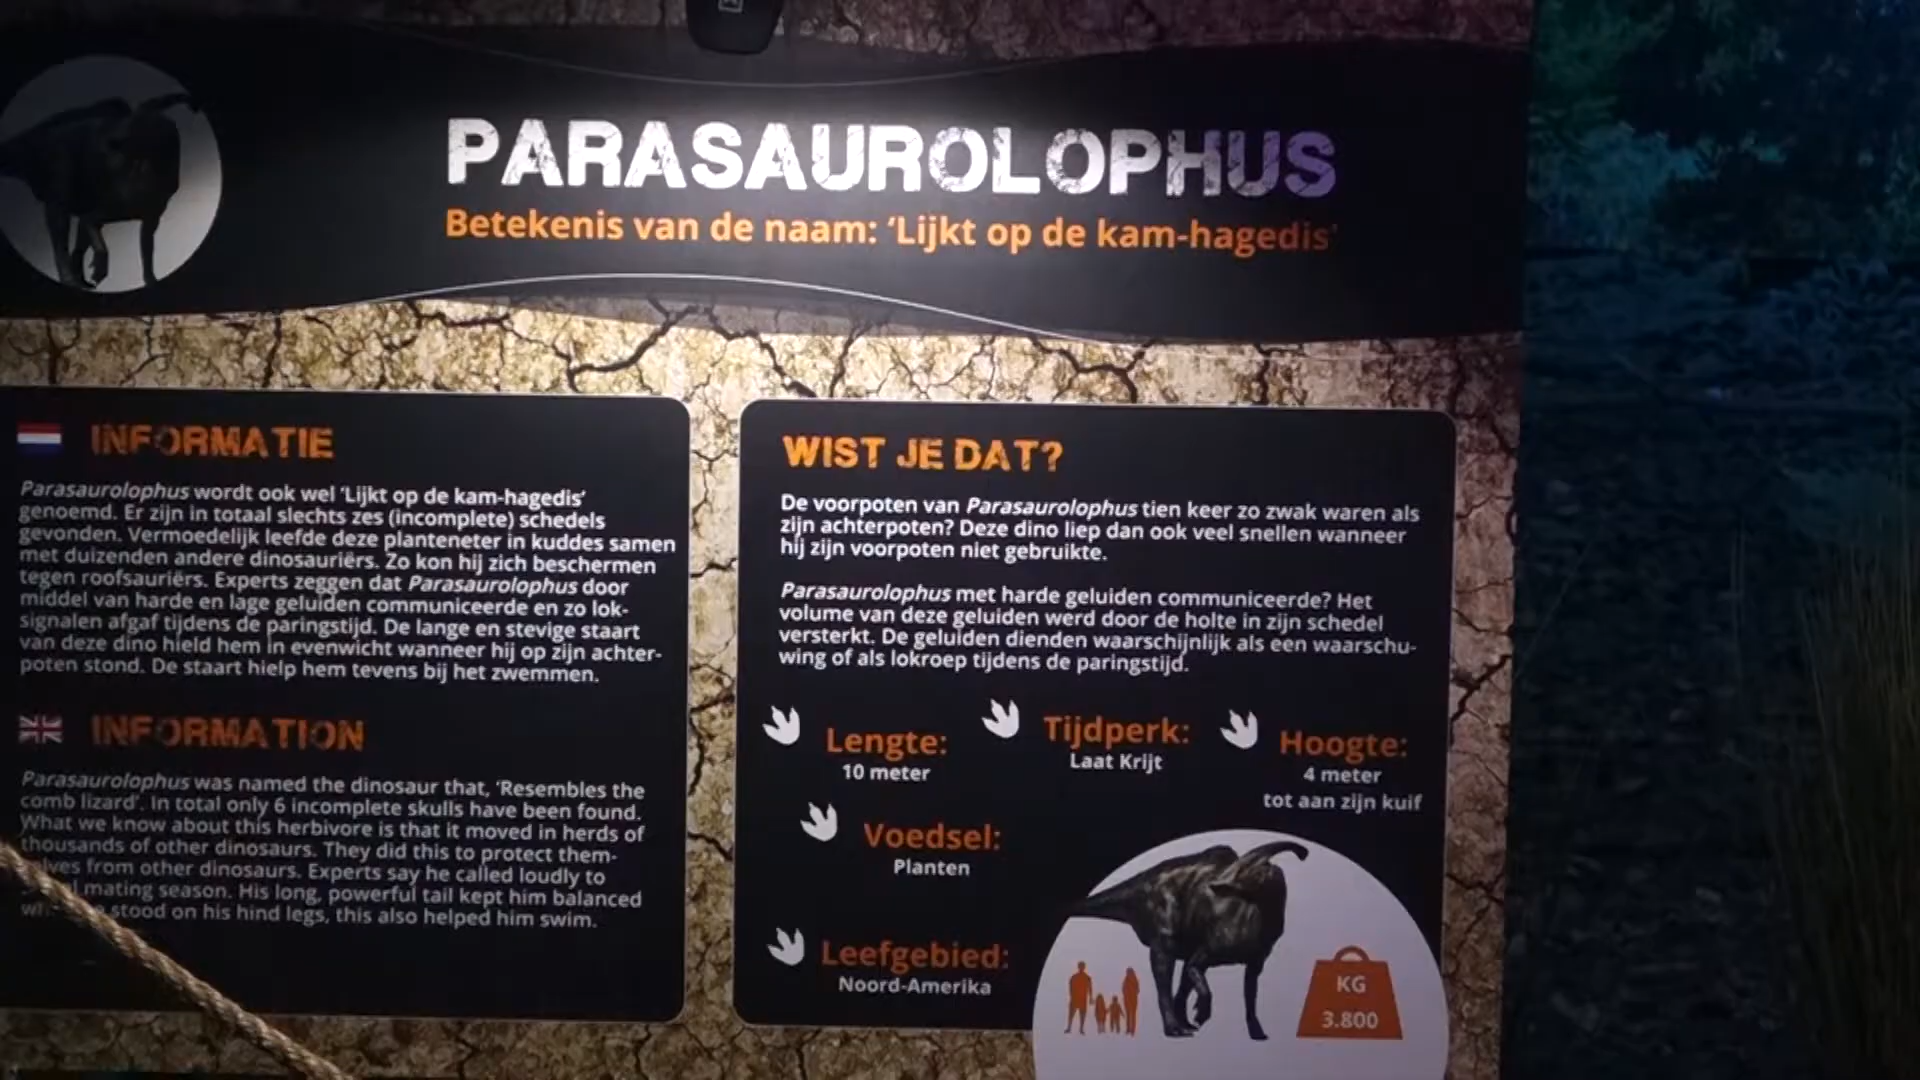 PARASAUROLOPHUS
Betekenis van de naam: ‘Lijkt op de kam-hagedis’
INFORMATIE
Parasaurolophus wordt ook wel ‘Lijkt op de kam-hagedis’
genoemd. Er zijn in totaal slechts zes (incomplete) schedels
gevonden. Vermoedelijk leefde deze planteneter in kuddes samen
met duizenden andere dinosauriërs. Zo kon hij zich beschermen
tegen roofsauriërs. Experts zeggen dat Parasaurolophus door
middel van harde en lage geluiden communiceerde en zo lok-
signalen afgaf tijdens de paringstijd. De lange en stevige staart
van deze dino hield hem in evenwicht wanneer hij op zijn achter-
poten stond. De staart hielp hem tevens bij het zwemmen.
INFORMATION
Parasaurolophus was named the dinosaur that, ‘Resembles the
comb lizard’. In total only 6 incomplete skulls have been found.
What we know about this herbivore is that it moved in herds of
thousands of other dinosaurs. They did this to protect them-
from other dinosaurs. Experts say he called loudly to
mating season. His long, powerful tail kept him balanced
stood on his hind legs, this also helped him swim.
WIST JE DAT?
De voorpoten van Parasaurolophus tien keer zo zwak waren als
zijn achterpoten? Deze dino liep dan ook veel snellen wanneer
hij zijn voorpoten niet gebruikte.
Parasaurolophus met harde geluiden communiceerde? Het
volume van deze geluiden werd door de holte in zijn schedel
versterkt. De geluiden dienden waarschijnlijk als een waarschu-
wing of als lokroep tijdens de paringstijd.
Lengte:
10 meter
Tijdperk:
Laat Krijt
Hoogte:
4 meter
tot aan zijn kuif
Voedsel:
Planten
Leefgebied:
Noord-Amerika
KG
3.800